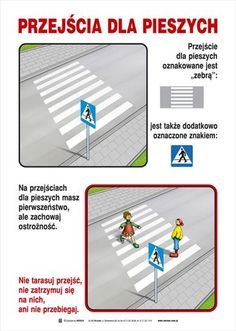 PRZEJŚCIA DLA PIESZYCH
Przejście
dla pieszych
oznakowane jest
„zebrą":
jest także dodatkowo
oznaczone znakiem:
Na przejściach
dla pieszych masz
pierwszeństwo,
ale zachowaj
ostrożność.
Nie tarasuj przejść,
nie zatrzymuj się
na nich,
ani nie przebiegaj.